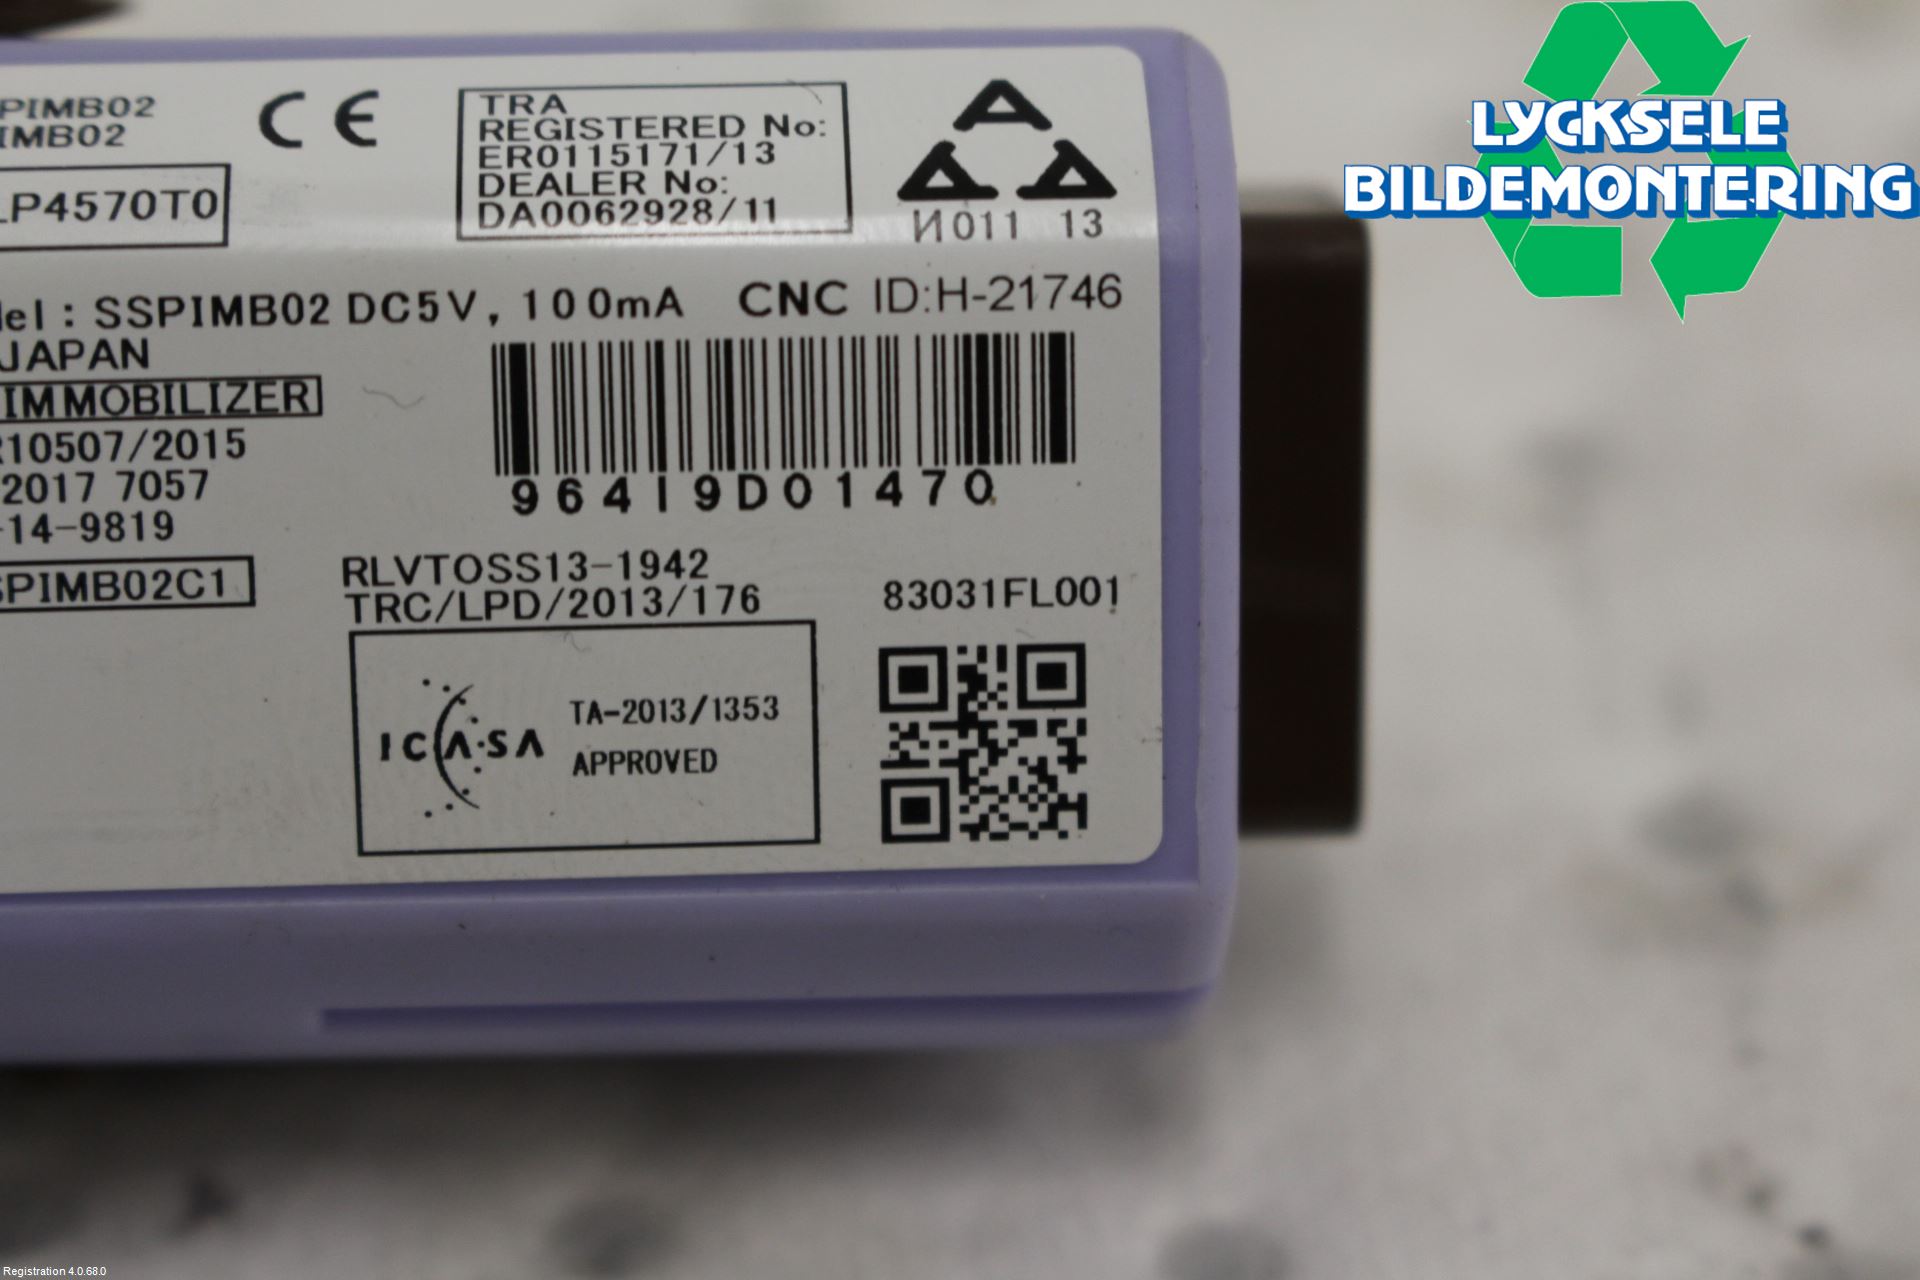 PIMB02
IMB02
CE
LP4570T0
TRA
REGISTERED No:
ER0115171/13
DEALER No:
DA0062928/11
И011 13
del : SSPIMB02 DC5V, 100mA CNC ID:H-21746
JAPAN
IMMOBILIZER
R10507/2015
2017 7057
-14-9819
SPIMB02C1
96419D01470
RLVTOSS13-1942
TRC/LPD/2013/176
83031FL001
ICASA
TA-2013/1353
APPROVED
LYCKSELE
BILDEMONTERING
Registration 4.0.68.0